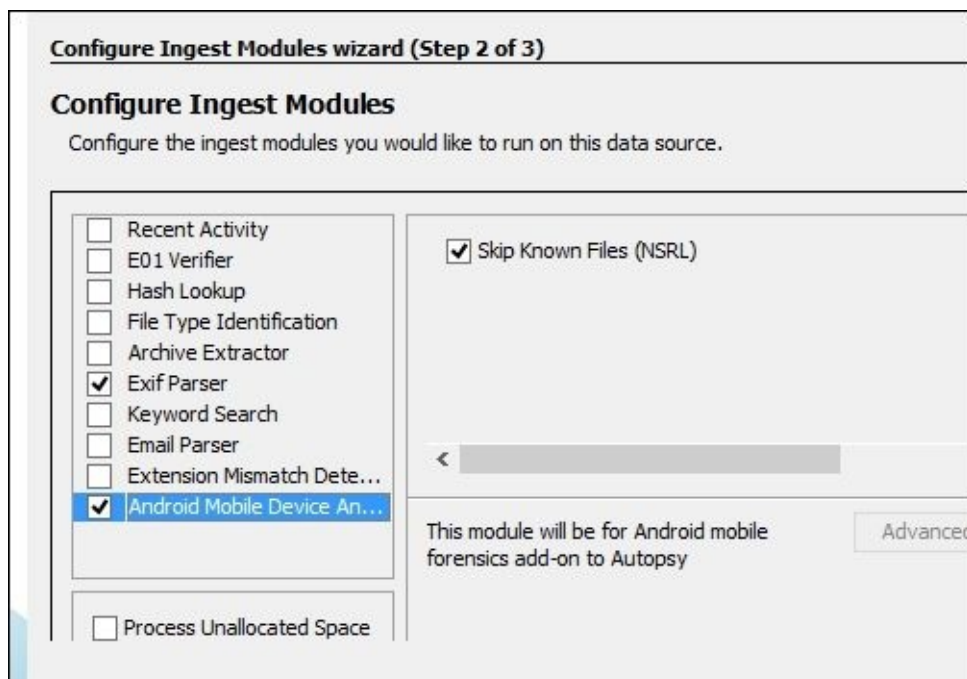 Configure Ingest Modules wizard (Step 2 of 3)
Configure Ingest Modules
Configure the ingest modules you would like to run on this data source.
Recent Activity
E01 Verifier
Hash Lookup
File Type Identification
Archive Extractor
Exif Parser
Keyword Search
Email Parser
Extension Mismatch Dete...
Android Mobile Device An...
Process Unallocated Space
Skip Known Files (NSRL)
This module will be for Android mobile
forensics add-on to Autopsy
Advanced